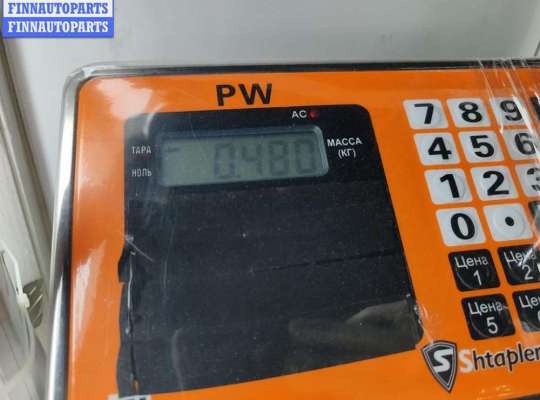 FINNAUTOPARTS
FINNAUTOPARTS
PW
AC
ТАРА
НОЛЬ
0.480
МАССА
(КГ)
7 8 9
4 5 6
1 2 3
0 .
Цена
1
Цена
2
Цена
5
Shtapler